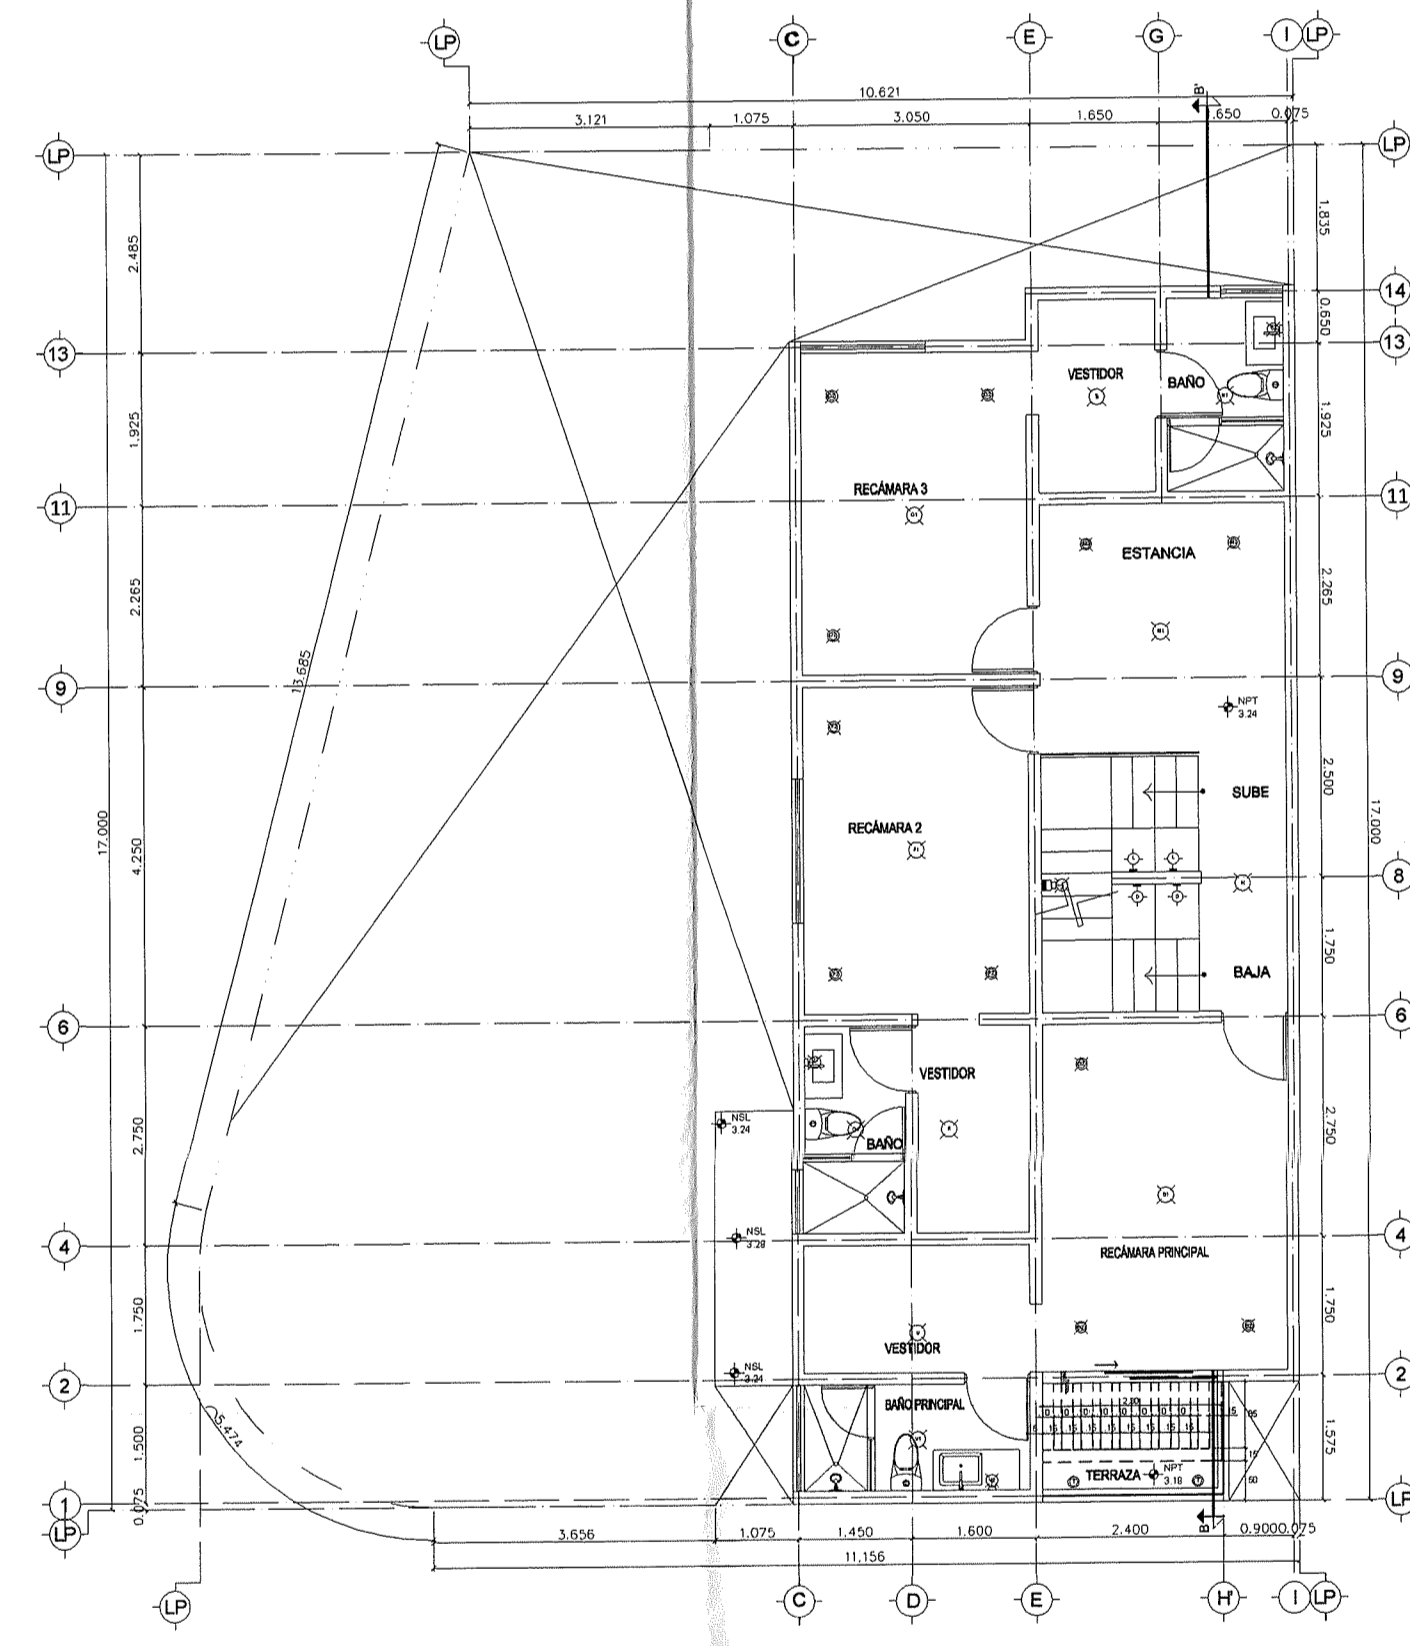 LP C E G I LP
10.621
B'
3.121 1.075 3.050 1.650 1.650 0.075
LP LP
2.485 1.835
14
0.650
13 13
VESTIDOR BAÑO
1.925 1.925
RECÁMARA 3
11 11
ESTANCIA
2.265 2.265
13.685
9 9
NPT
3.24
2.500
SUBE
17.000 17.000
RECÁMARA 2
4.250
8
1.750
BAJA
6 6
VESTIDOR
NSL
3.24
BAÑO
2.750 2.750
4 4
NSL
3.28
RECÁMARA PRINCIPAL
1.750 1.750
VESTIDOR
NSL
3.24
2 2
BAÑO PRINCIPAL
5.474
1.500 1.575
TERRAZA NPT
3.18
15
50
1 LP
0.075
LP
B
3.656 1.075 1.450 1.600 2.400 0.900 0.075
11.156
LP C D E H' I LP